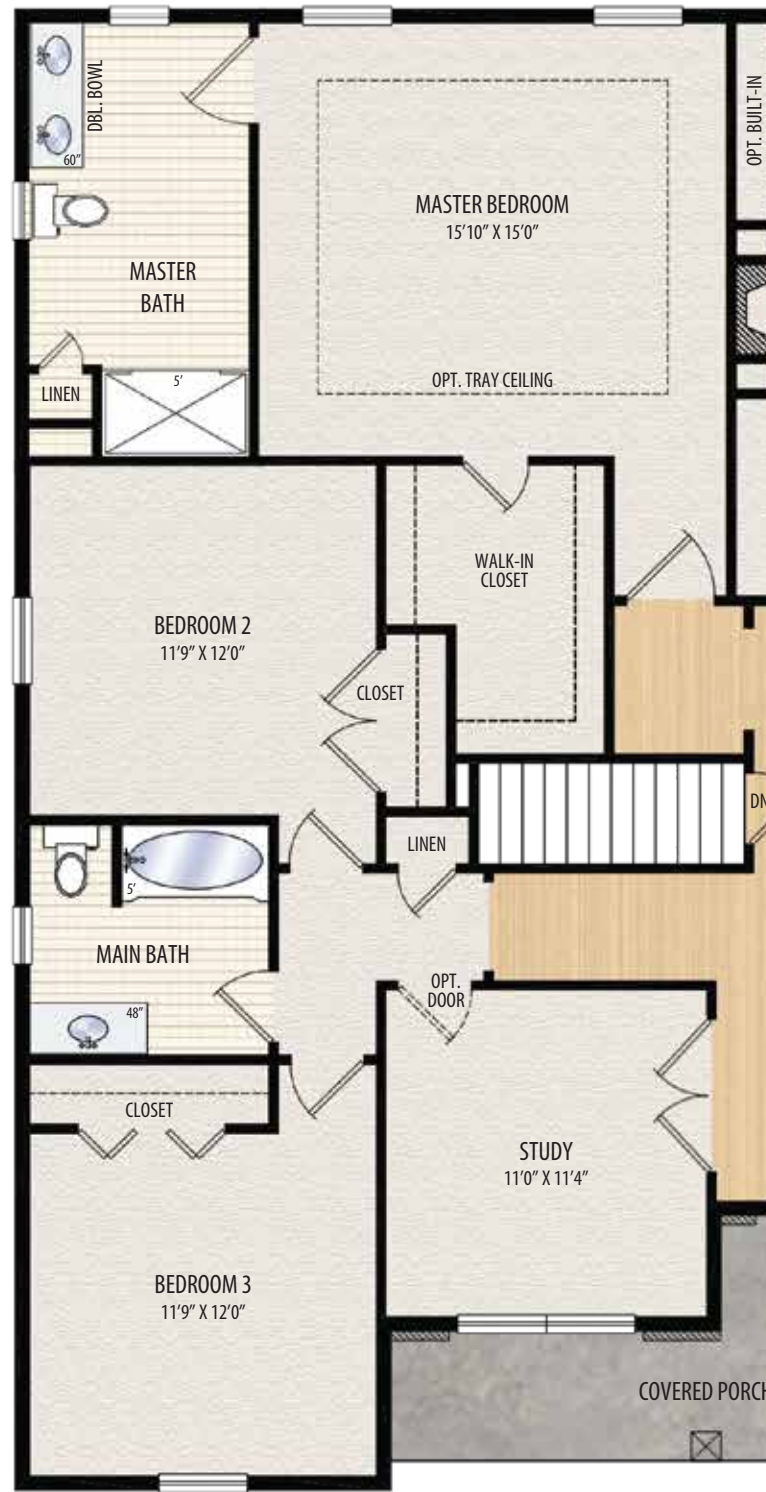 DBL. BOWL
60"
MASTER BEDROOM
15'10" X 15'0"
OPT. BUILT-IN
MASTER
BATH
OPT. TRAY CEILING
LINEN
5'
WALK-IN
CLOSET
BEDROOM 2
11'9" X 12'0"
CLOSET
DN
LINEN
5'
MAIN BATH
OPT.
DOOR
48"
CLOSET
STUDY
11'0" X 11'4"
BEDROOM 3
11'9" X 12'0"
COVERED PORCH